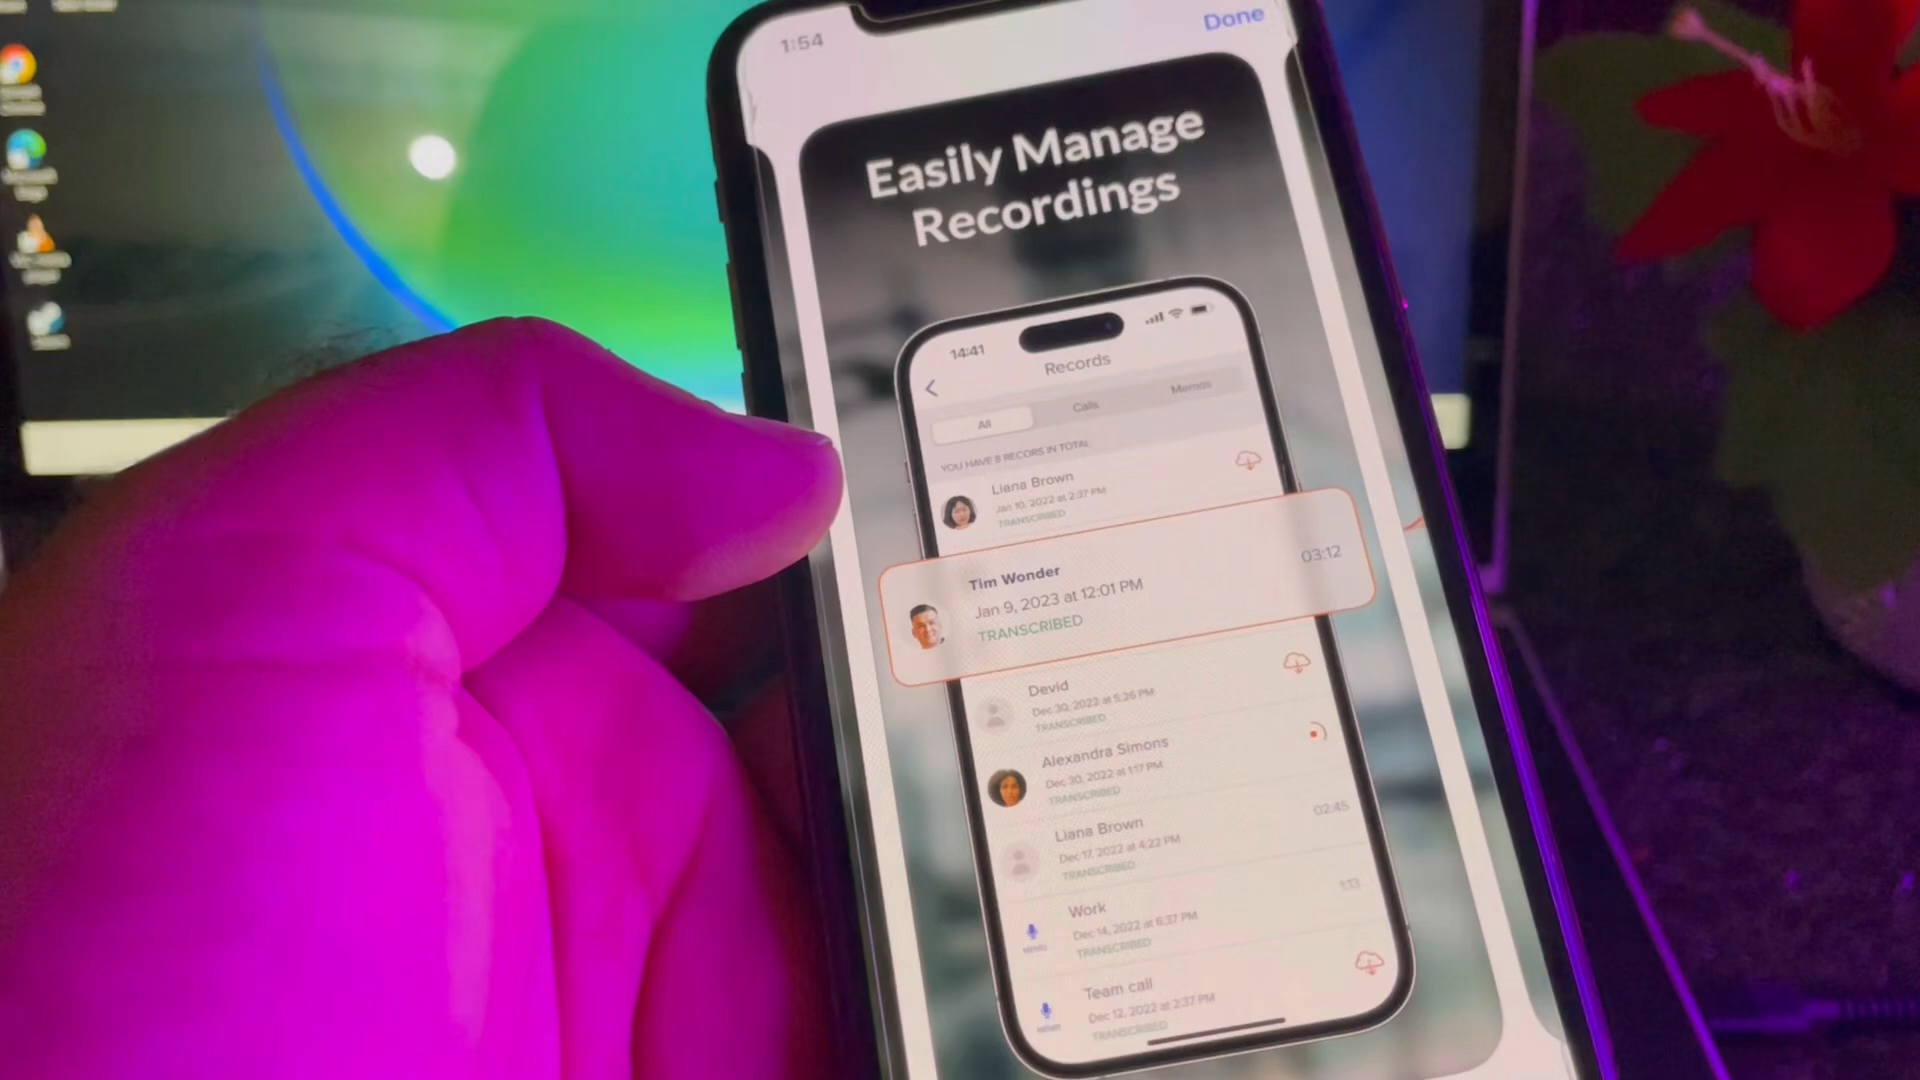 1:54
Done
Easily Manage
Recordings
14:41
Records
All
Calls
Memos
YOU HAVE 8 RECORS IN TOTAL
Liana Brown
Jan 10, 2022 at 2:37 PM
TRANSCRIBED
Tim Wonder
03:12
Jan 9, 2023 at 12:01 PM
TRANSCRIBED
Devid
Dec 30, 2022 at 5:26 PM
TRANSCRIBED
Alexandra Simons
Dec 30, 2022 at 1:17 PM
TRANSCRIBED
Liana Brown
02:45
Dec 17, 2022 at 4:22 PM
TRANSCRIBED
Work
1:13
Dec 14, 2022 at 6:37 PM
MEMO
TRANSCRIBED
Team call
Dec 12, 2022 at 2:37 PM
MEMO
TRANSCRIBED